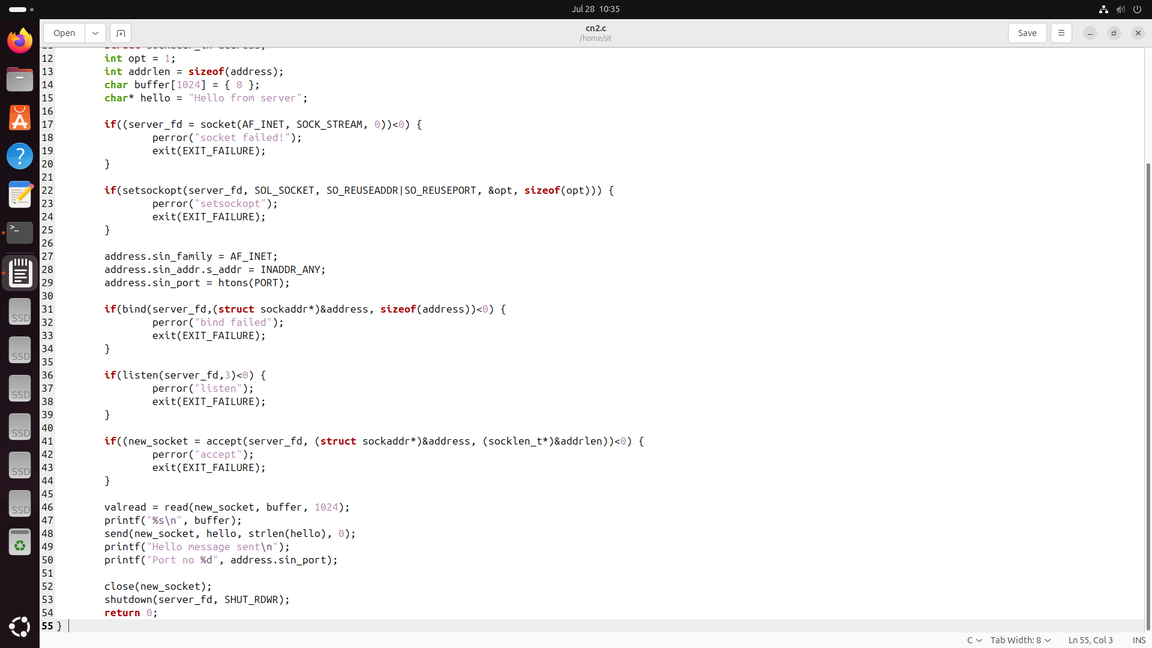 Jul 28 10:35
Open
cn2.c
/home/sit
Save
12 int opt = 1;
13 int addrlen = sizeof(address);
14 char buffer[1024] = { 0 };
15 char* hello = "Hello from server";
16
17 if((server_fd = socket(AF_INET, SOCK_STREAM, 0))<0) {
18 perror("socket failed!");
19 exit(EXIT_FAILURE);
20 }
21
22 if(setsockopt(server_fd, SOL_SOCKET, SO_REUSEADDR|SO_REUSEPORT, &opt, sizeof(opt))) {
23 perror("setsockopt");
24 exit(EXIT_FAILURE);
25 }
26
27 address.sin_family = AF_INET;
28 address.sin_addr.s_addr = INADDR_ANY;
29 address.sin_port = htons(PORT);
30
31 if(bind(server_fd,(struct sockaddr*)&address, sizeof(address))<0) {
32 perror("bind failed");
33 exit(EXIT_FAILURE);
34 }
35
36 if(listen(server_fd,3)<0) {
37 perror("listen");
38 exit(EXIT_FAILURE);
39 }
40
41 if((new_socket = accept(server_fd, (struct sockaddr*)&address, (socklen_t*)&addrlen))<0) {
42 perror("accept");
43 exit(EXIT_FAILURE);
44 }
45
46 valread = read(new_socket, buffer, 1024);
47 printf("%s\n", buffer);
48 send(new_socket, hello, strlen(hello), 0);
49 printf("Hello message sent\n");
50 printf("Port no %d", address.sin_port);
51
52 close(new_socket);
53 shutdown(server_fd, SHUT_RDWR);
54 return 0;
55 }
SSD
SSD
SSD
SSD
SSD
SSD
C Tab Width: 8 Ln 55, Col 3 INS